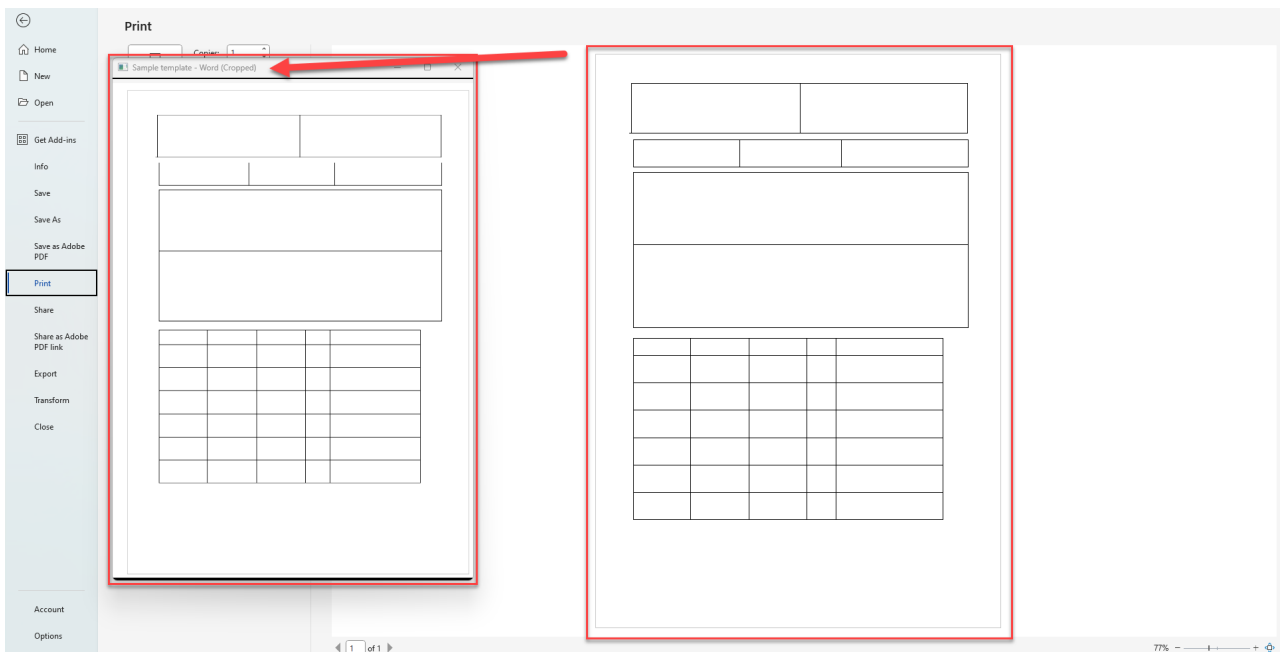 Print
Home
New
Open
Get Add-ins
Info
Save
Save As
Save as Adobe
PDF
Print
Share
Share as Adobe
PDF link
Export
Transform
Close
Account
Options
Copies: 1
Sample template - Word (Cropped)
1 of 1
77%